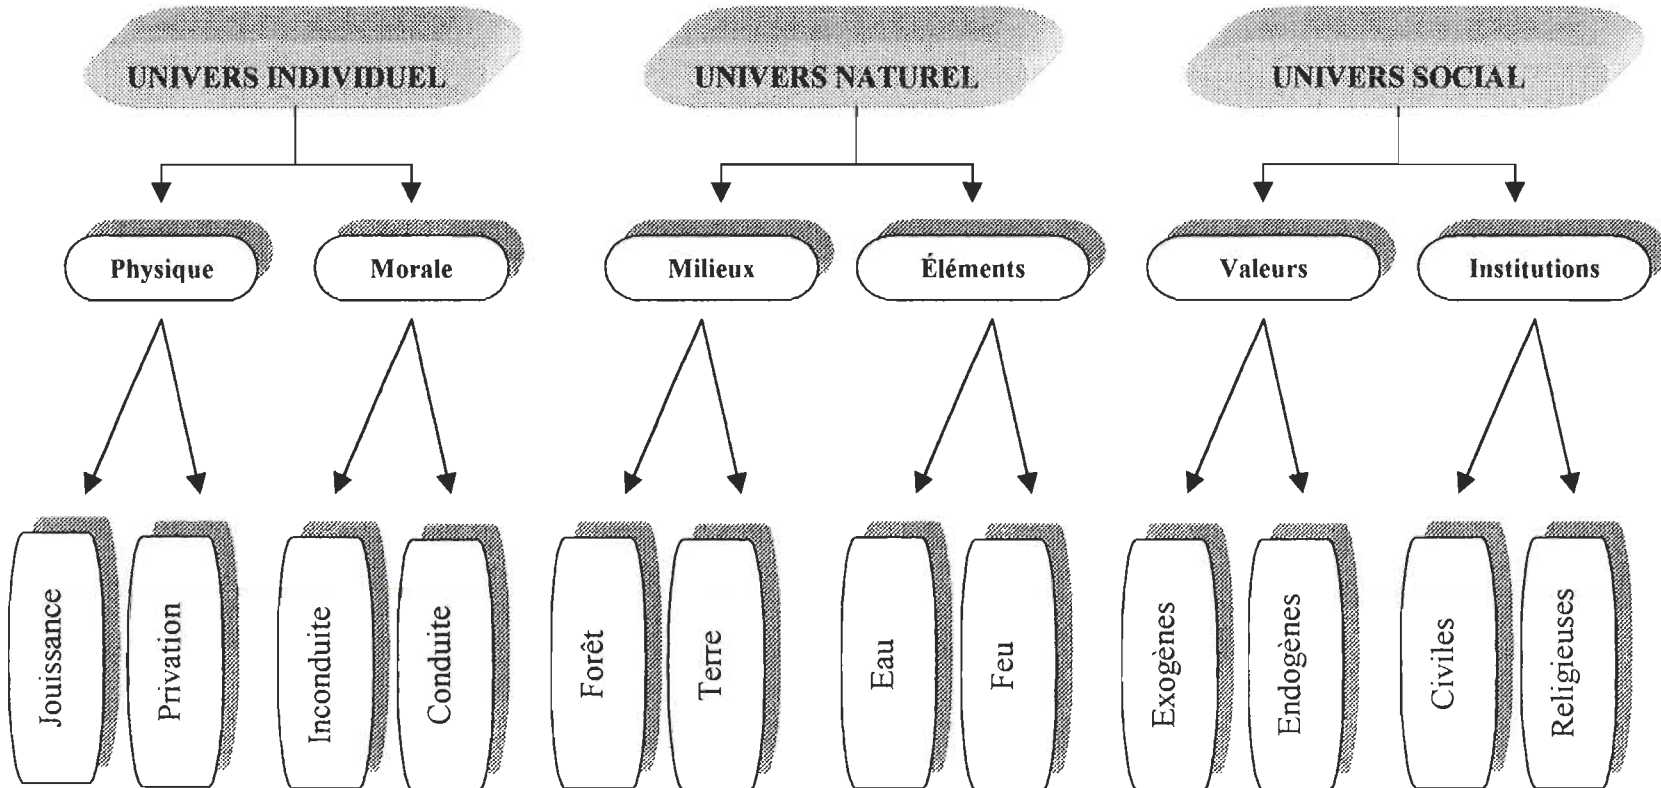 UNIVERS INDIVIDUEL
UNIVERS NATUREL
UNIVERS SOCIAL
Physique
Morale
Milieux
Éléments
Valeurs
Institutions
Jouissance
Privation
Inconduite
Conduite
Forêt
Terre
Eau
Feu
Exogènes
Endogènes
Civiles
Religieuses